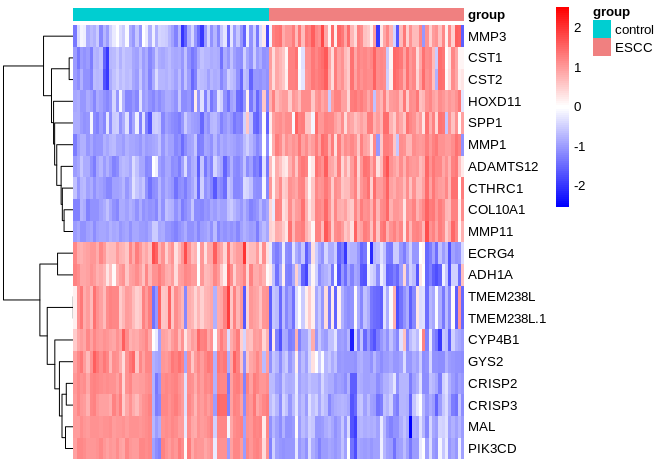 group
MMP3
CST1
CST2
HOXD11
SPP1
MMP1
ADAMTS12
CTHRC1
COL10A1
MMP11
ECRG4
ADH1A
TMEM238L
TMEM238L.1
CYP4B1
GYS2
CRISP2
CRISP3
MAL
PIK3CD
2
1
0
-1
-2
group
control
ESCC